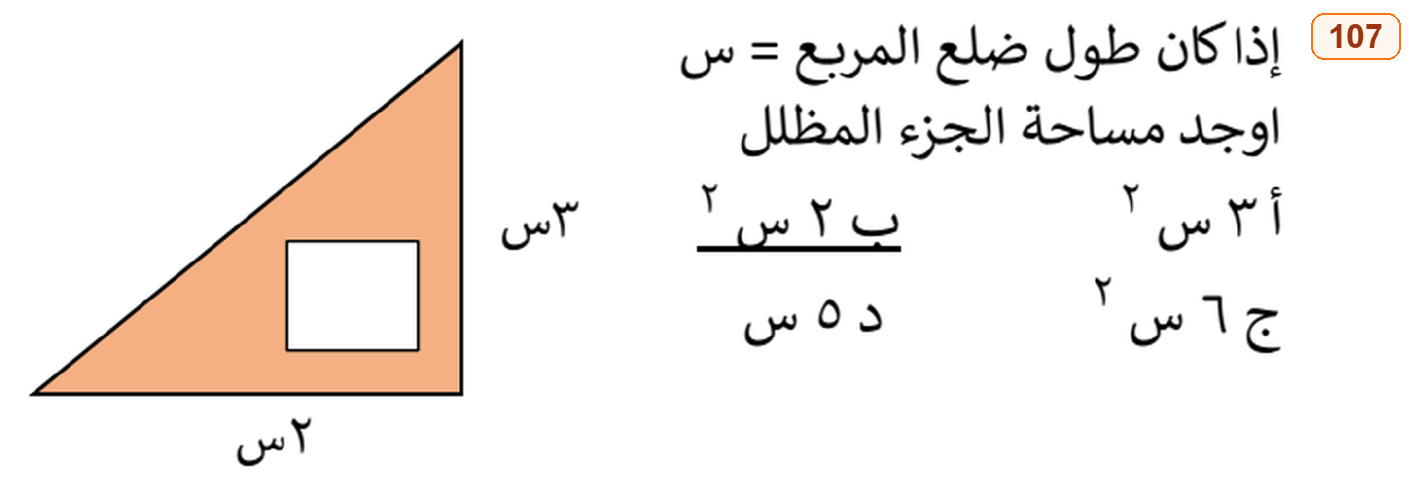 107
إذا كان طول ضلع المربع = س
اوجد مساحة الجزء المظلل
أ ٣ س ٢ ب ٢ س ٢
ج ٦ س ٢ د ٥ س
٣س
٢س